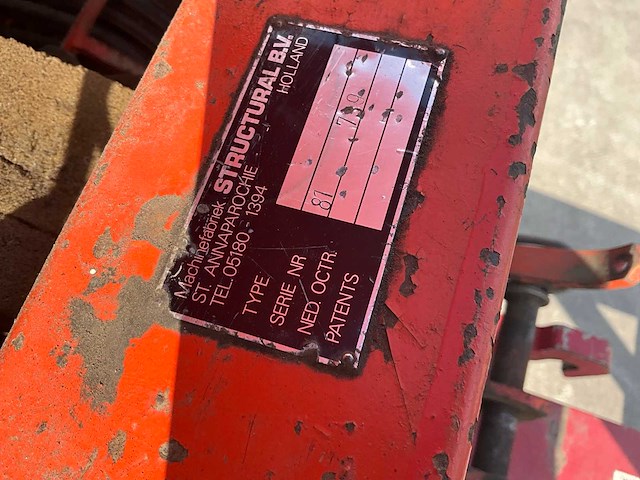 Machinefabriek STRUCTURAL B.V.
ST. ANNAPAROCHIE HOLLAND
TEL. 05180 - 1394
TYPE
SERIE NR. 81
NED. OCTR.
PATENTS